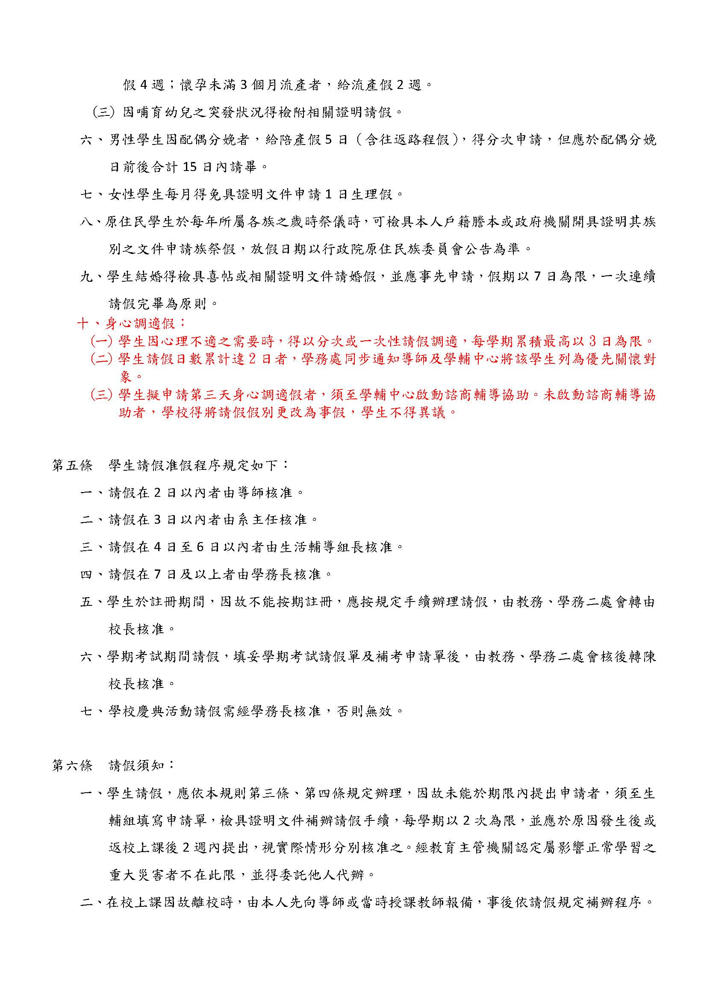 假 4 週；懷孕未滿 3 個月流產者，給流產假 2 週。
(三) 因哺育幼兒之突發狀況得檢附相關證明請假。
六、男性學生因配偶分娩者，給陪產假 5 日（含往返路程假），得分次申請，但應於配偶分娩
日前後合計 15 日內請畢。
七、女性學生每月得免具證明文件申請 1 日生理假。
八、原住民學生於每年所屬各族之歲時祭儀時，可檢具本人戶籍謄本或政府機關開具證明其族
別之文件申請族祭假，放假日期以行政院原住民族委員會公告為準。
九、學生結婚得檢具喜帖或相關證明文件請婚假，並應事先申請，假期以 7 日為限，一次連續
請假完畢為原則。
十、身心調適假：
(一) 學生因心理不適之需要時，得以分次或一次性請假調適，每學期累積最高以 3 日為限。
(二) 學生請假日數累計達 2 日者，學務處同步通知導師及學輔中心將該學生列為優先關懷對
象。
(三) 學生擬申請第三天身心調適假者，須至學輔中心啟動諮商輔導協助。未啟動諮商輔導協
助者，學校得將請假假別更改為事假，學生不得異議。
第五條　學生請假准假程序規定如下：
一、請假在 2 日以內者由導師核准。
二、請假在 3 日以內者由系主任核准。
三、請假在 4 日至 6 日以內者由生活輔導組長核准。
四、請假在 7 日及以上者由學務長核准。
五、學生於註冊期間，因故不能按期註冊，應按規定手續辦理請假，由教務、學務二處會轉由
校長核准。
六、學期考試期間請假，填妥學期考試請假單及補考申請單後，由教務、學務二處會核後轉陳
校長核准。
七、學校慶典活動請假需經學務長核准，否則無效。
第六條　請假須知：
一、學生請假，應依本規則第三條、第四條規定辦理，因故未能於期限內提出申請者，須至生
輔組填寫申請單，檢具證明文件補辦請假手續，每學期以 2 次為限，並應於原因發生後或
返校上課後 2 週內提出，視實際情形分別核准之。經教育主管機關認定屬影響正常學習之
重大災害者不在此限，並得委託他人代辦。
二、在校上課因故離校時，由本人先向導師或當時授課教師報備，事後依請假規定補辦程序。